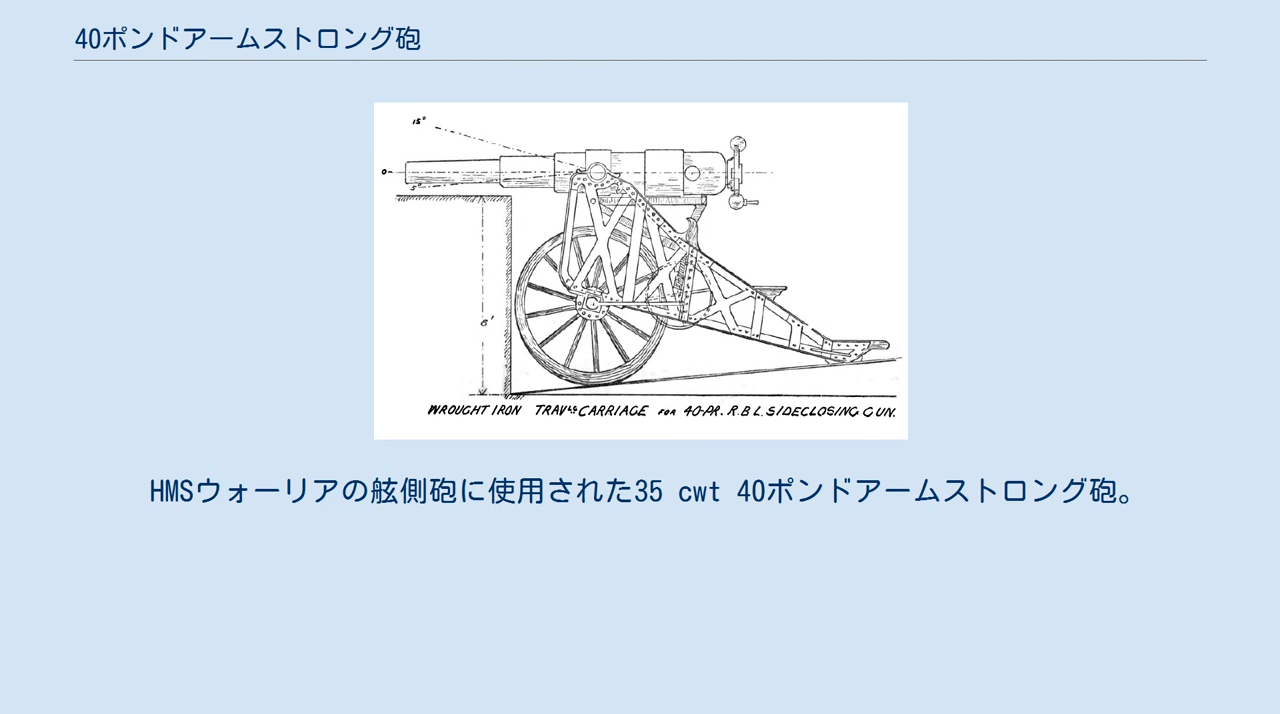 40ポンドアームストロング砲
15°
0
5°
6'
WROUGHT IRON TRAVLG CARRIAGE FOR 40-PR. R.B L. SIDECLOSING GUN.
HMSウォーリアの舷側砲に使用された35 cwt 40ポンドアームストロング砲。